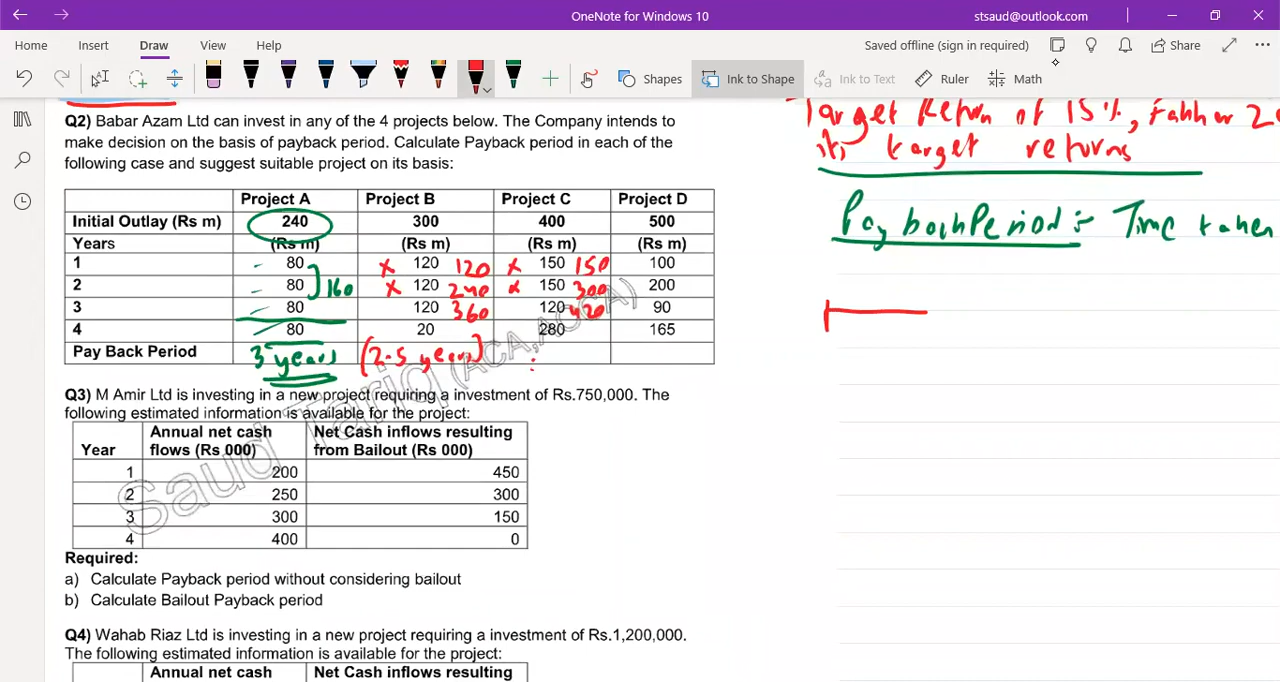 OneNote for Windows 10
stsaud@outlook.com
Home Insert Draw View Help
Saved offline (sign in required) Share
Shapes Ink to Shape Ink to Text Ruler Math
Q2) Babar Azam Ltd can invest in any of the 4 projects below. The Company intends to
make decision on the basis of payback period. Calculate Payback period in each of the
following case and suggest suitable project on its basis:
Project A Project B Project C Project D
Initial Outlay (Rs m) 240 300 400 500
Years (Rs m) (Rs m) (Rs m) (Rs m)
1 80 120 120 150 150 100
2 80 160 120 240 150 300 200
3 80 120 360 120 420 90
4 80 20 280 165
Pay Back Period 3 years (2.5 years)
Q3) M Amir Ltd is investing in a new project requiring a investment of Rs.750,000. The
following estimated information is available for the project:
Year Annual net cash flows (Rs 000) Net Cash inflows resulting from Bailout (Rs 000)
1 200 450
2 250 300
3 300 150
4 400 0
Required:
a) Calculate Payback period without considering bailout
b) Calculate Bailout Payback period
Q4) Wahab Riaz Ltd is investing in a new project requiring a investment of Rs.1,200,000.
The following estimated information is available for the project:
Annual net cash Net Cash inflows resulting
Saud Tariq (ACA,ACCA)
Target Return of 15%,
its target returns
Pay back Period:- Time taken